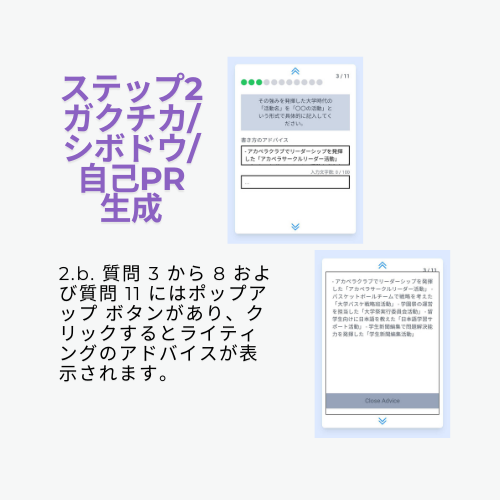 ステップ2
ガクチカ/
シボドウ/
自己PR
生成
3 / 11
その強みを発揮した大学時代の
「活動名」を「〇〇の活動」と
いう形式で具体的に記入してく
ださい。
書き方のアドバイス
- アカペラクラブでリーダーシップを発揮
した「アカペラサークルリーダー活動」
入力文字数: 0 / 100
...
2.b. 質問 3 から 8 およ
び質問 11 にはポップア
ップ ボタンがあり、ク
リックするとライティ
ングのアドバイスが表
示されます。
3 / 11
- アカペラクラブでリーダーシップを発揮
した「アカペラサークルリーダー活動」 -
バスケットボールチームで戦略を考えた
「大学バスケ戦略担活動」 - 学園祭の運営
を担当した「大学祭実行委員会活動」 - 留
学生向けに日本語を教えた「日本語学習サ
ポート活動」 - 学生新聞編集で問題解決能
力を発揮した「学生新聞編集活動」
Close Advice